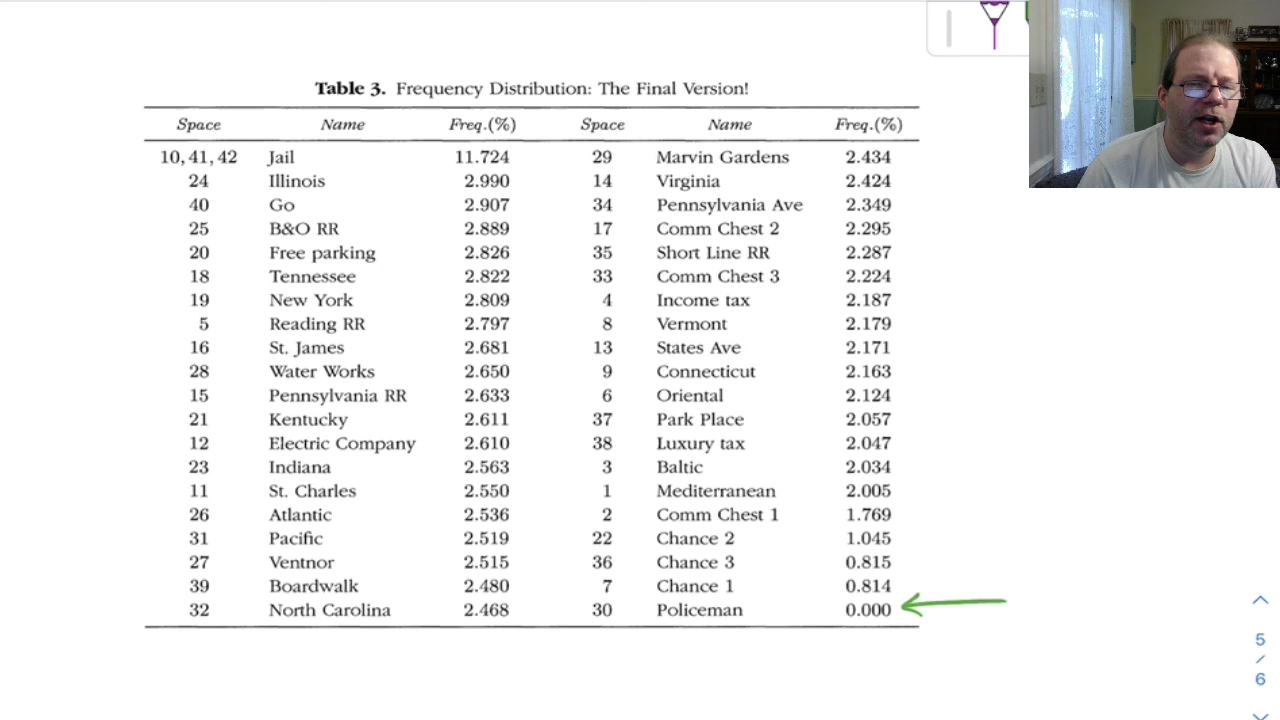 Table 3. Frequency Distribution: The Final Version!
Space Name Freq.(%) Space Name Freq.(%)
10, 41, 42 Jail 11.724 29 Marvin Gardens 2.434
24 Illinois 2.990 14 Virginia 2.424
40 Go 2.907 34 Pennsylvania Ave 2.349
25 B&O RR 2.889 17 Comm Chest 2 2.295
20 Free parking 2.826 35 Short Line RR 2.287
18 Tennessee 2.822 33 Comm Chest 3 2.224
19 New York 2.809 4 Income tax 2.187
5 Reading RR 2.797 8 Vermont 2.179
16 St. James 2.681 13 States Ave 2.171
28 Water Works 2.650 9 Connecticut 2.163
15 Pennsylvania RR 2.633 6 Oriental 2.124
21 Kentucky 2.611 37 Park Place 2.057
12 Electric Company 2.610 38 Luxury tax 2.047
23 Indiana 2.563 3 Baltic 2.034
11 St. Charles 2.550 1 Mediterranean 2.005
26 Atlantic 2.536 2 Comm Chest 1 1.769
31 Pacific 2.519 22 Chance 2 1.045
27 Ventnor 2.515 36 Chance 3 0.815
39 Boardwalk 2.480 7 Chance 1 0.814
32 North Carolina 2.468 30 Policeman 0.000
5
/
6